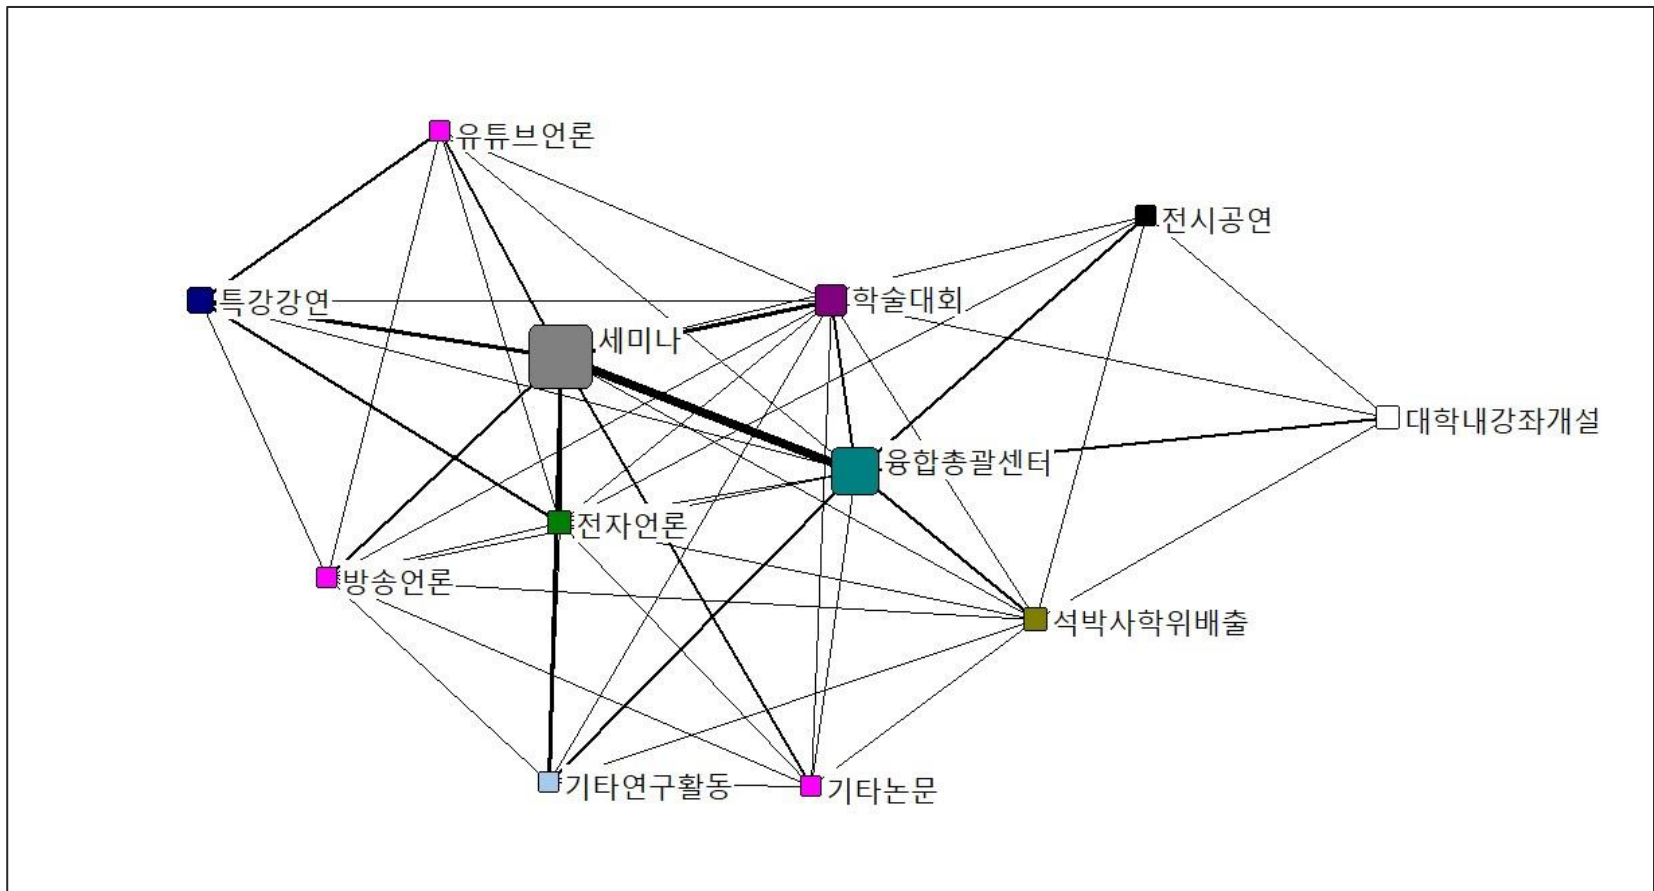 유튜브언론
전시공연
특강강연
학술대회
세미나
대학내강좌개설
융합총괄센터
전자언론
방송언론
석박사학위배출
기타연구활동
기타논문